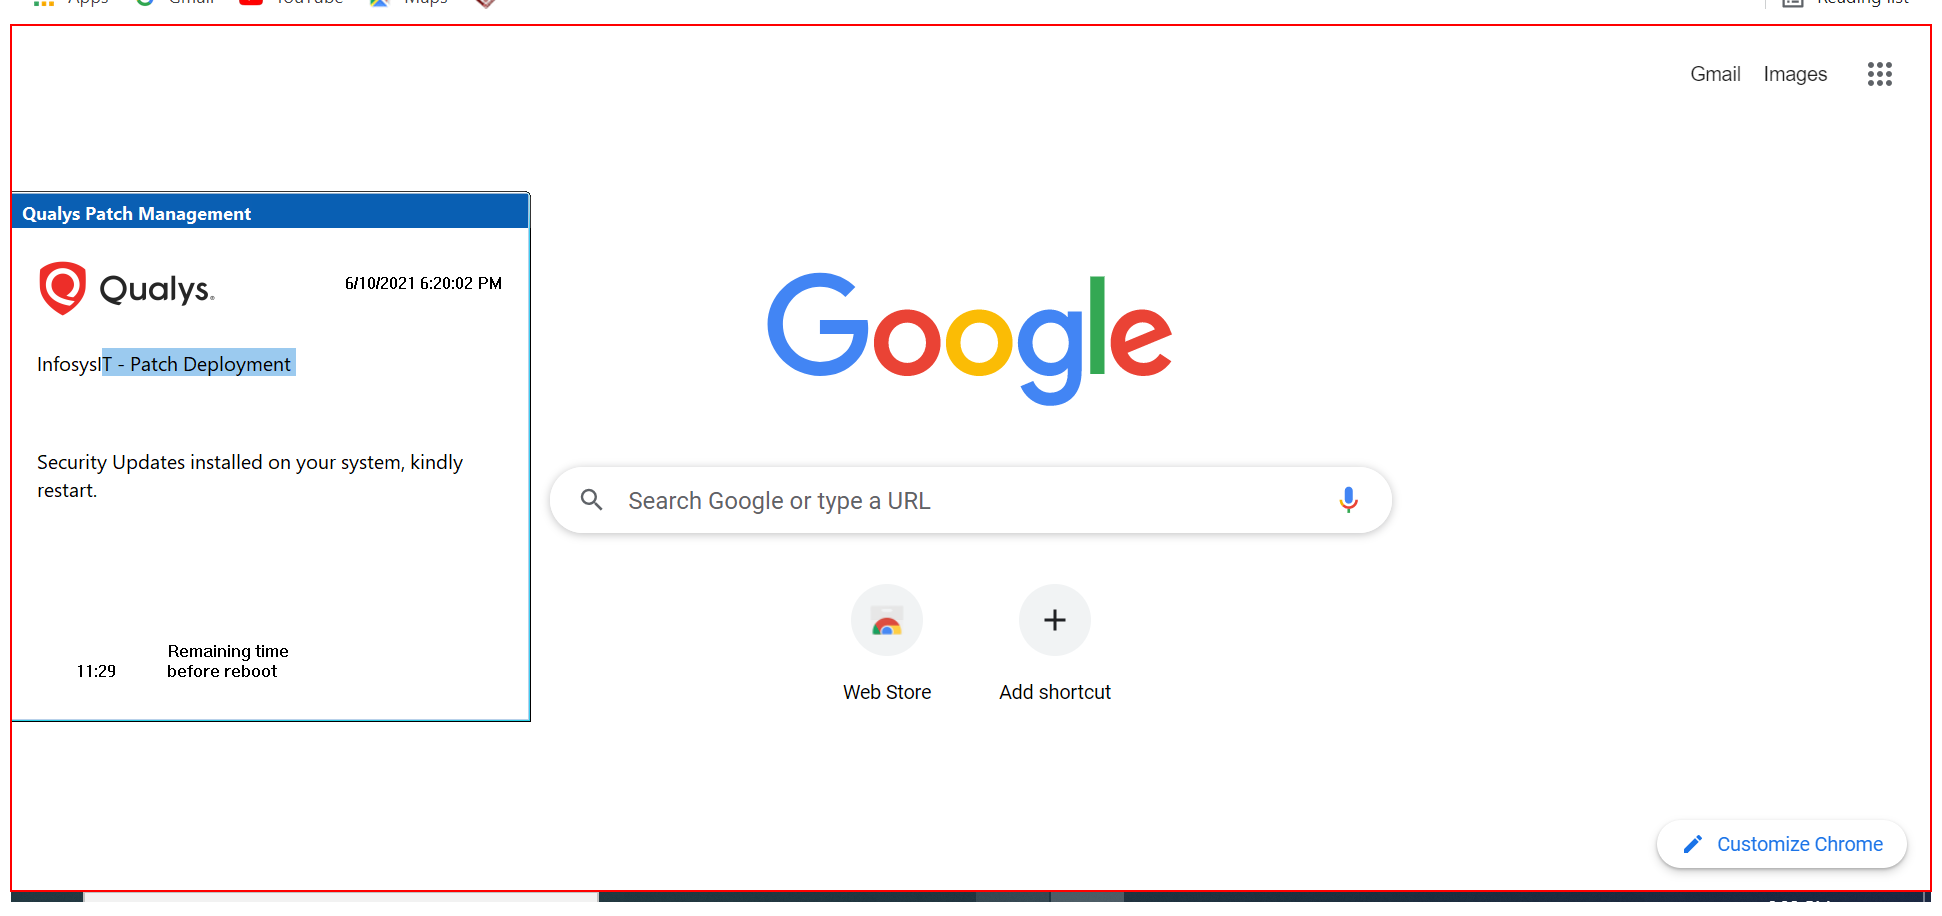 Apps Gmail YouTube Maps Reading list
Gmail Images
Qualys Patch Management
Qualys.
6/10/2021 6:20:02 PM
InfosysIT - Patch Deployment
Security Updates installed on your system, kindly
restart.
11:29
Remaining time
before reboot
Google
Search Google or type a URL
Web Store
Add shortcut
Customize Chrome